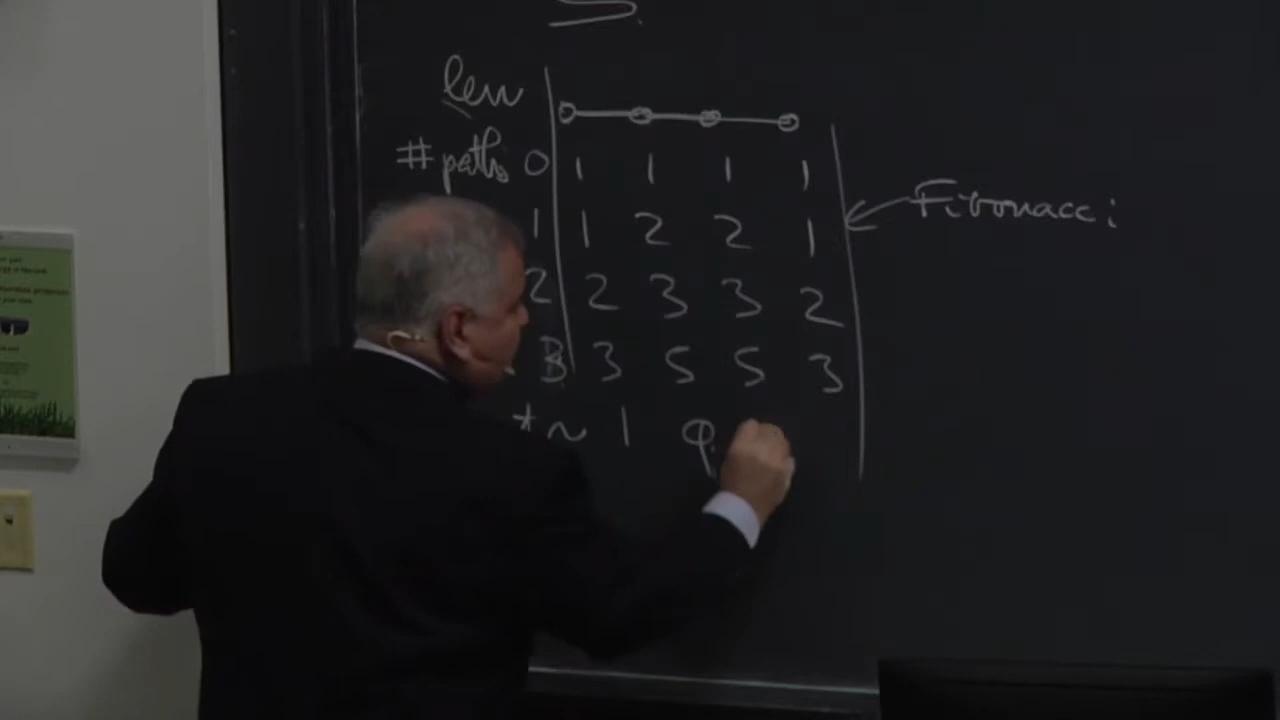 len
# paths 0 1 1 1 1
1 1 2 2 1 Fibonacci
2 2 3 3 2
3 3 5 5 3
~ 1 φ